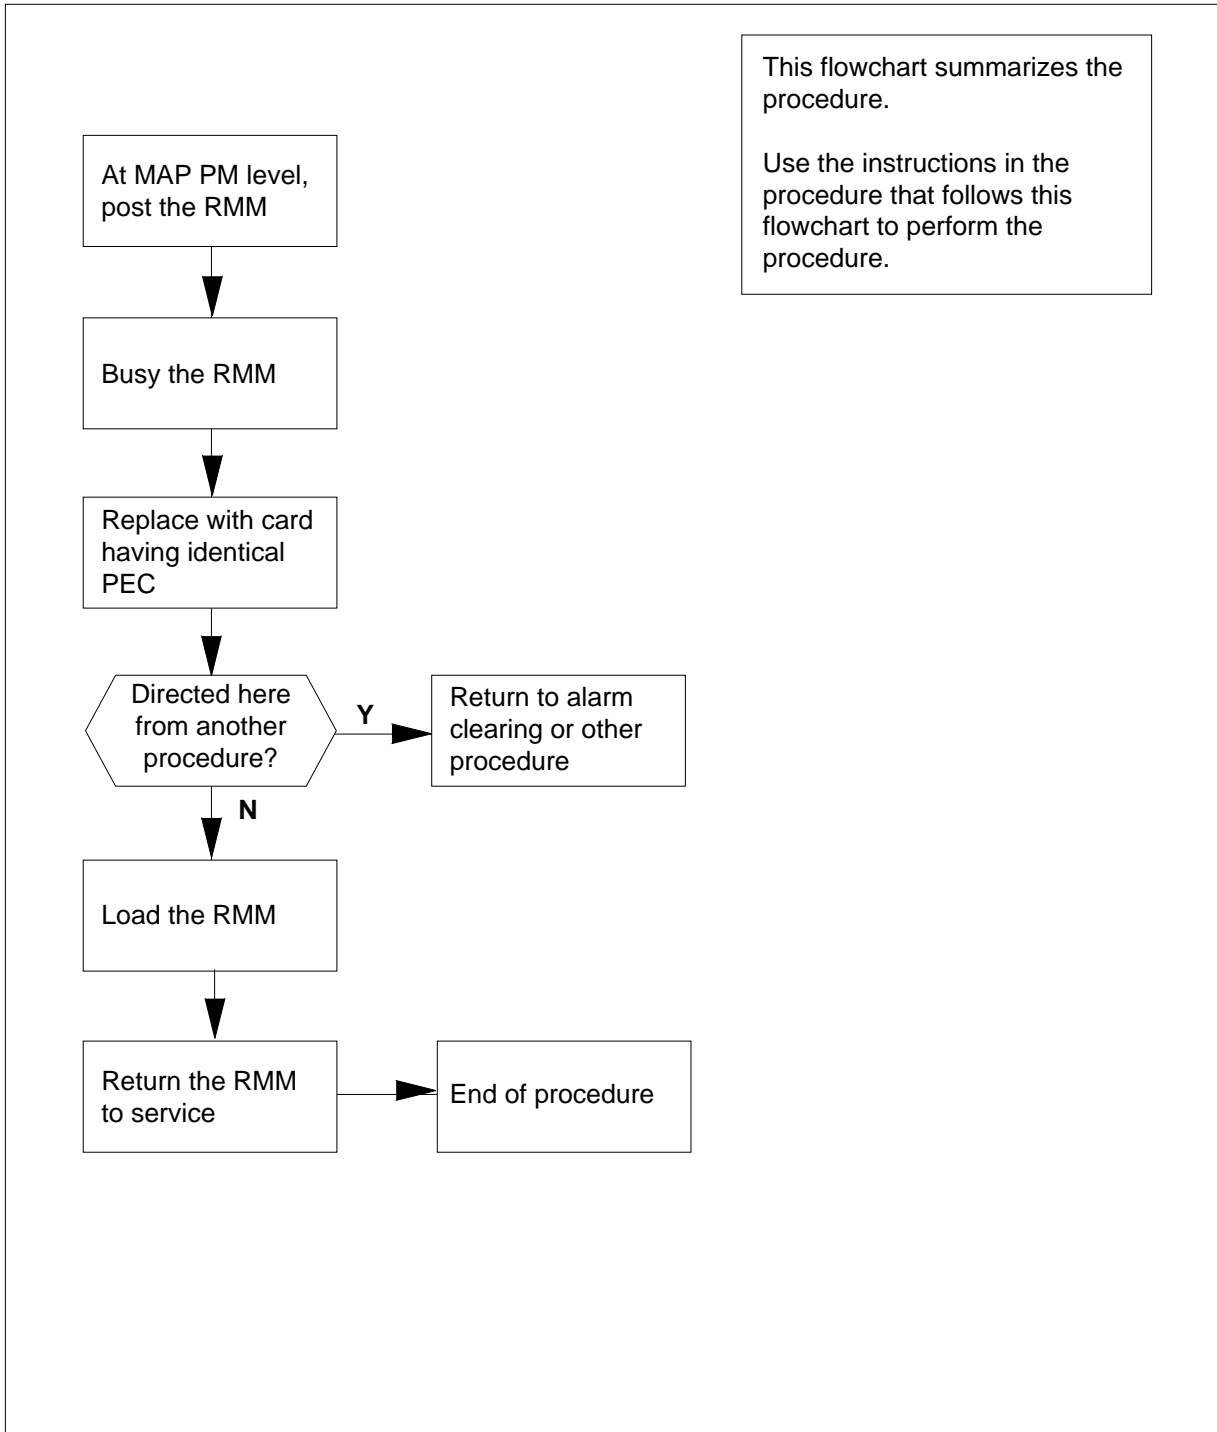 This flowchart summarizes the
procedure.
Use the instructions in the
procedure that follows this
flowchart to perform the
procedure.
At MAP PM level,
post the RMM
Busy the RMM
Replace with card
having identical
PEC
Directed here
from another
procedure?
Y
Return to alarm
clearing or other
procedure
N
Load the RMM
Return the RMM
to service
End of procedure